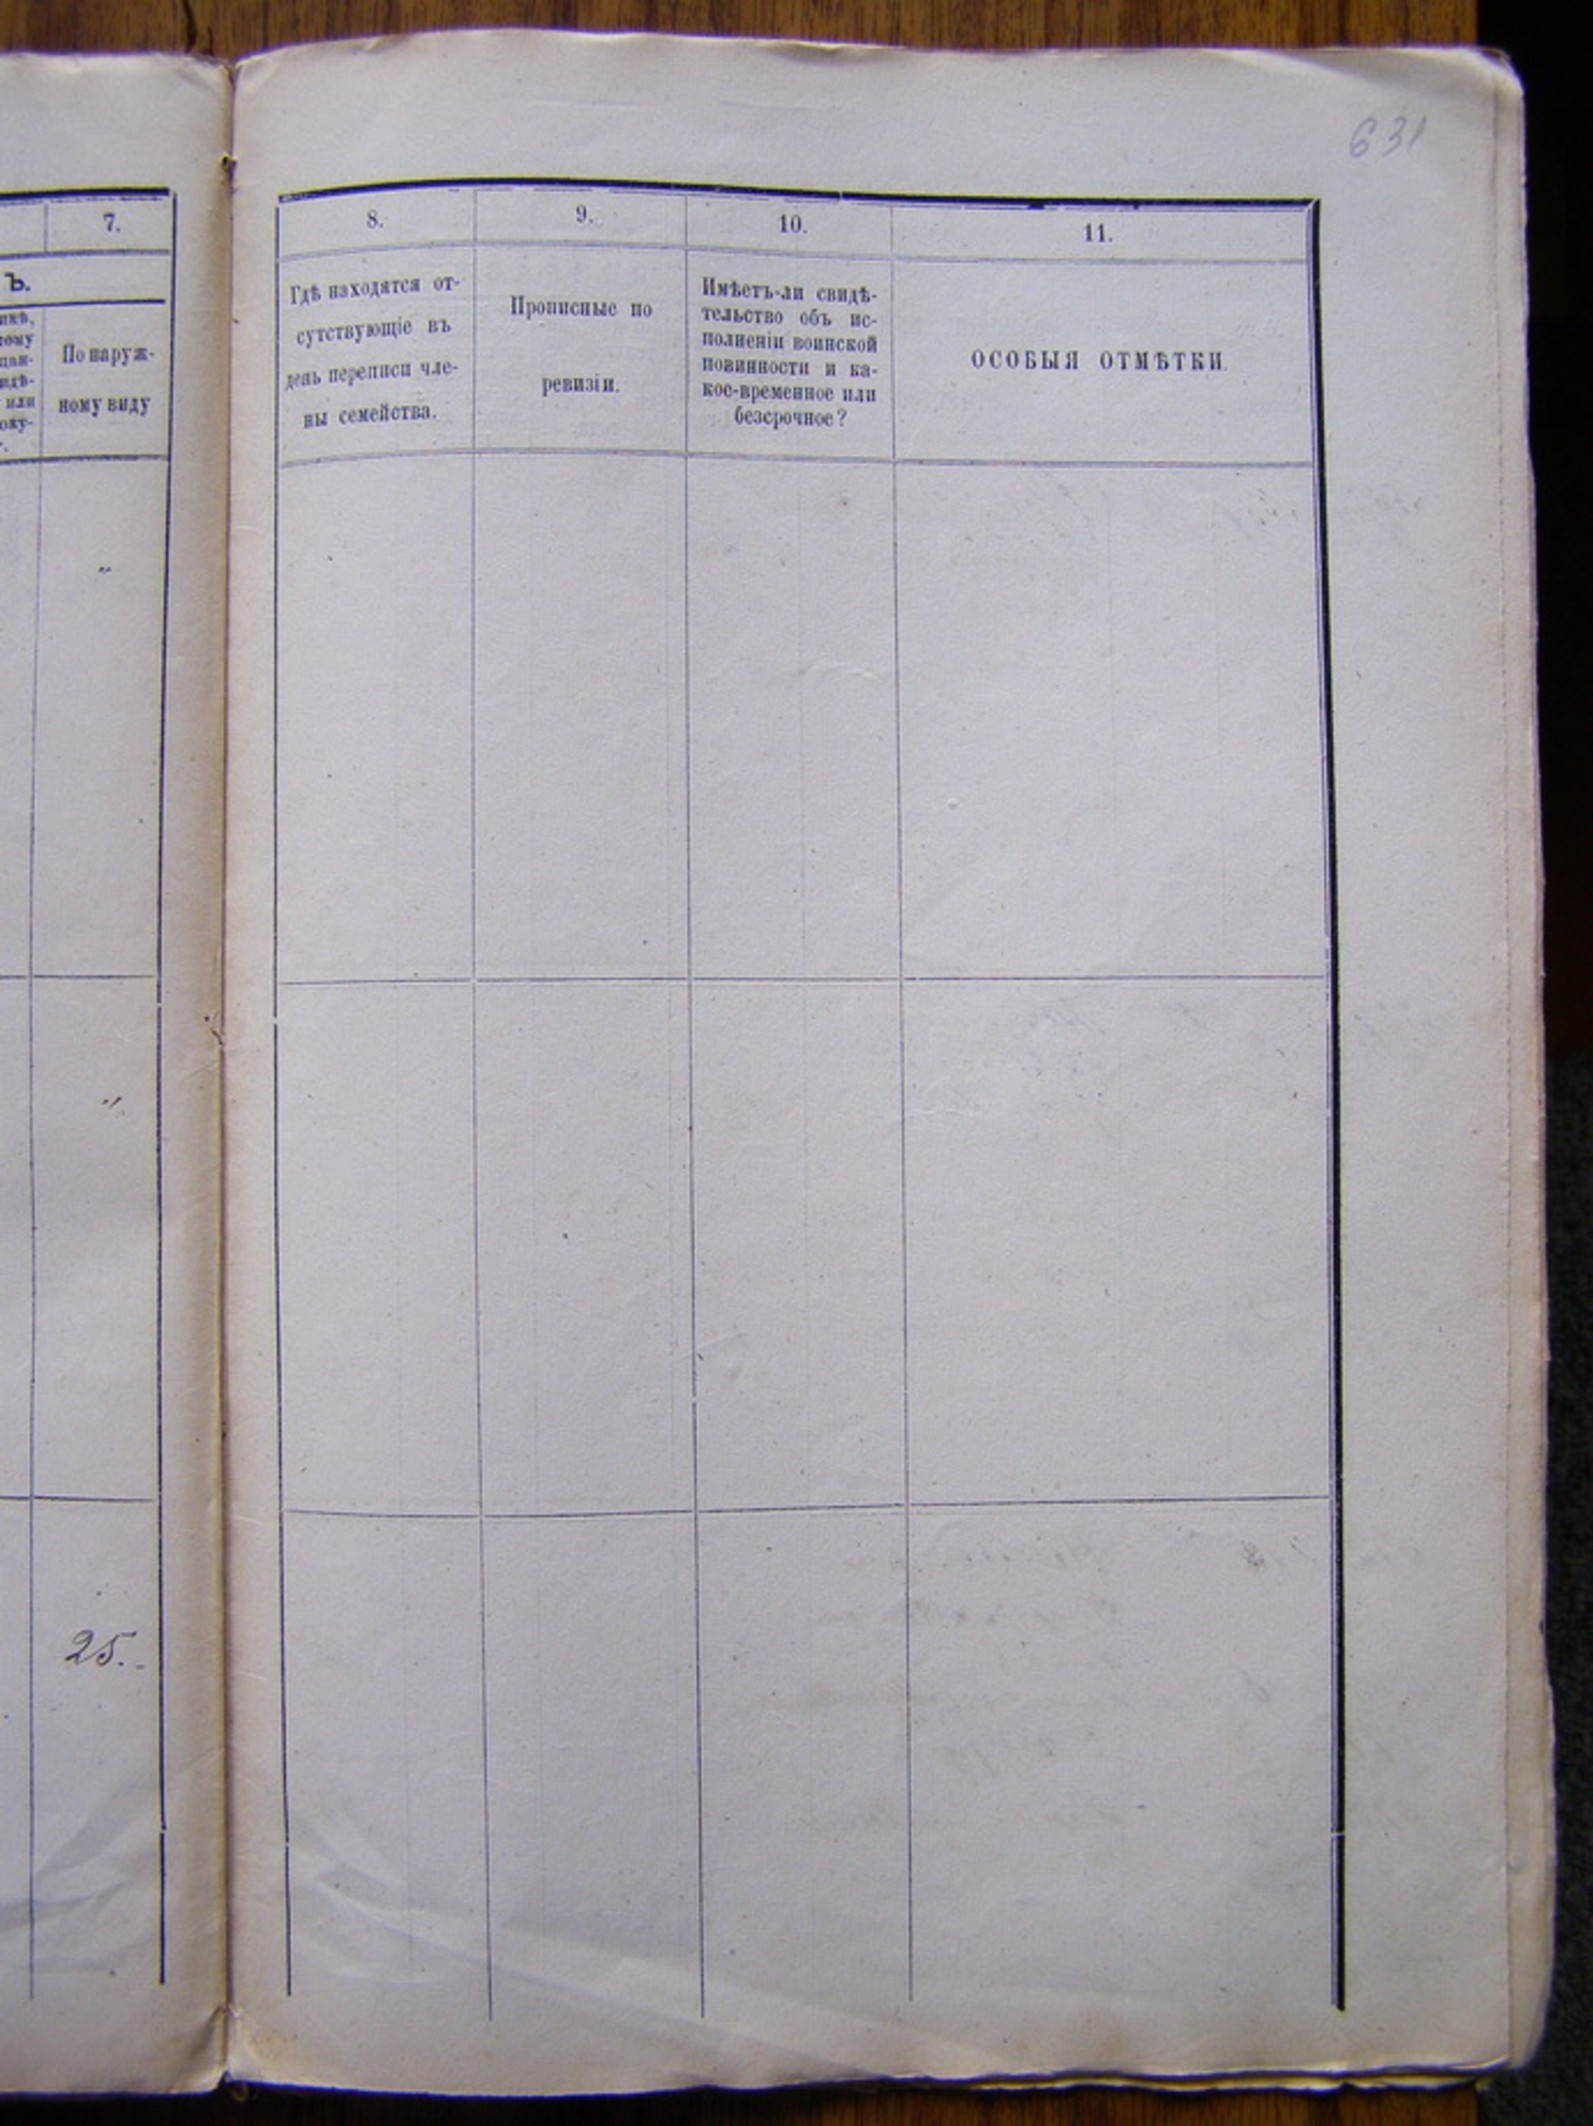 631
7.
Ъ.
По наруж-
ному виду
„
„
25.
8.
Гдѣ находятся от-
сутствующіе въ
день переписи чле-
ны семейства.
9.
Прописные по
ревизіи.
10.
Имѣетъ-ли свидѣ-
тельство объ ис-
полненіи воинской
повинности и ка-
кое-временное или
безсрочное?
11.
ОСОБЫЯ ОТМѢТКИ.